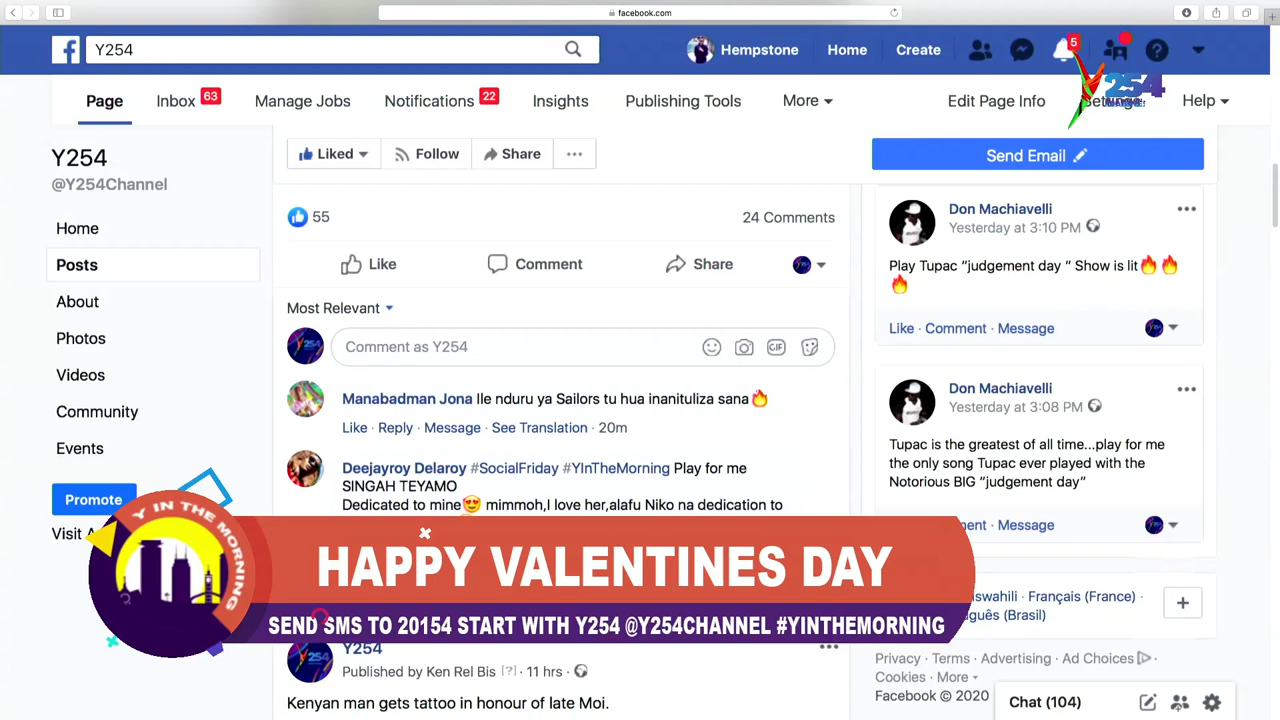 facebook.com
Y254
Hempstone
Home
Create
5
Page
Inbox 63
Manage Jobs
Notifications 22
Insights
Publishing Tools
More
Edit Page Info
Help
254
Y254
@Y254Channel
Liked
Follow
Share
Send Email
Home
Posts
About
Photos
Videos
Community
Events
Promote
55
24 Comments
Like
Comment
Share
Most Relevant
Y254
Comment as Y254
GIF
Manabadman Jona Ile nduru ya Sailors tu hua inanituliza sana🔥
Like · Reply · Message · See Translation · 20m
Deejayroy Delaroy #SocialFriday #YInTheMorning Play for me
SINGAH TEYAMO
Dedicated to mine😍 mimmoh,I love her,alafu Niko na dedication to
Don Machiavelli
Yesterday at 3:10 PM
Play Tupac “judgement day “ Show is lit🔥🔥
🔥
Like · Comment · Message
Don Machiavelli
Yesterday at 3:08 PM
Tupac is the greatest of all time...play for me
the only song Tupac ever played with the
Notorious BIG “judgement day”
Message
Y IN THE MORNING
HAPPY VALENTINES DAY
SEND SMS TO 20154 START WITH Y254 @Y254CHANNEL #YINTHEMORNING
Y254
Y254
Published by Ken Rel Bis [?] · 11 hrs ·
Kenyan man gets tattoo in honour of late Moi.
Français (France) ·
(Brasil)
Privacy · Terms · Advertising · Ad Choices ·
Cookies · More
Facebook © 2020
Chat (104)